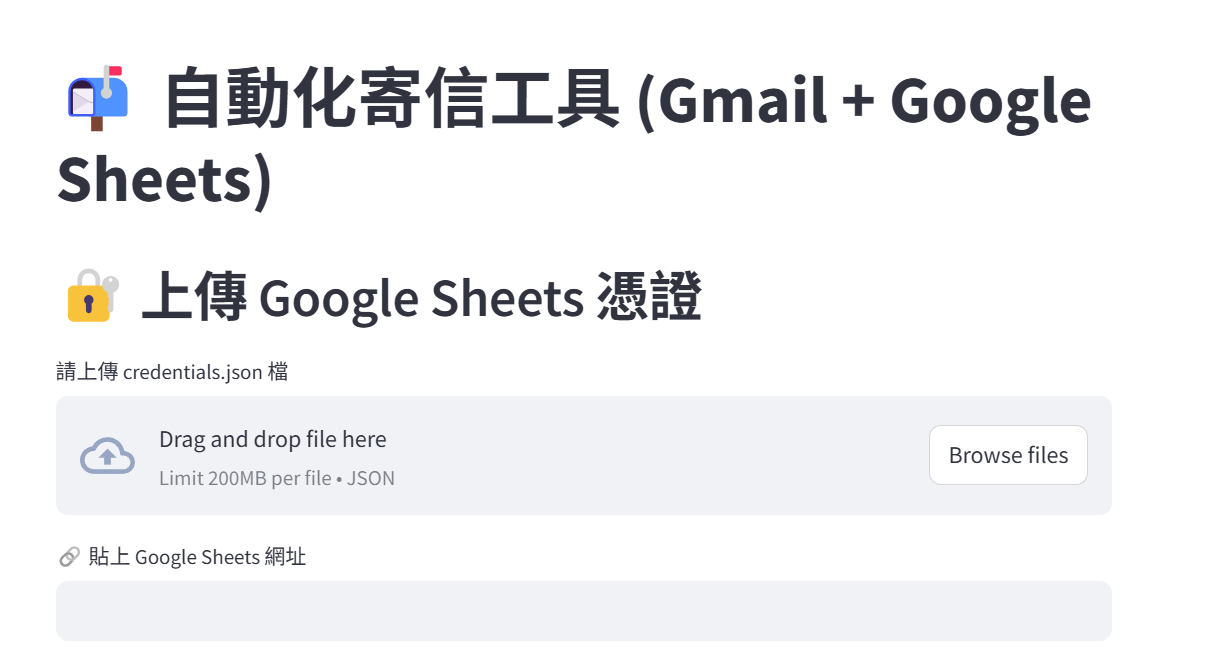 📬 自動化寄信工具 (Gmail + Google
Sheets)
🔐 上傳 Google Sheets 憑證
請上傳 credentials.json 檔
Drag and drop file here
Limit 200MB per file • JSON
Browse files
🔗 貼上 Google Sheets 網址